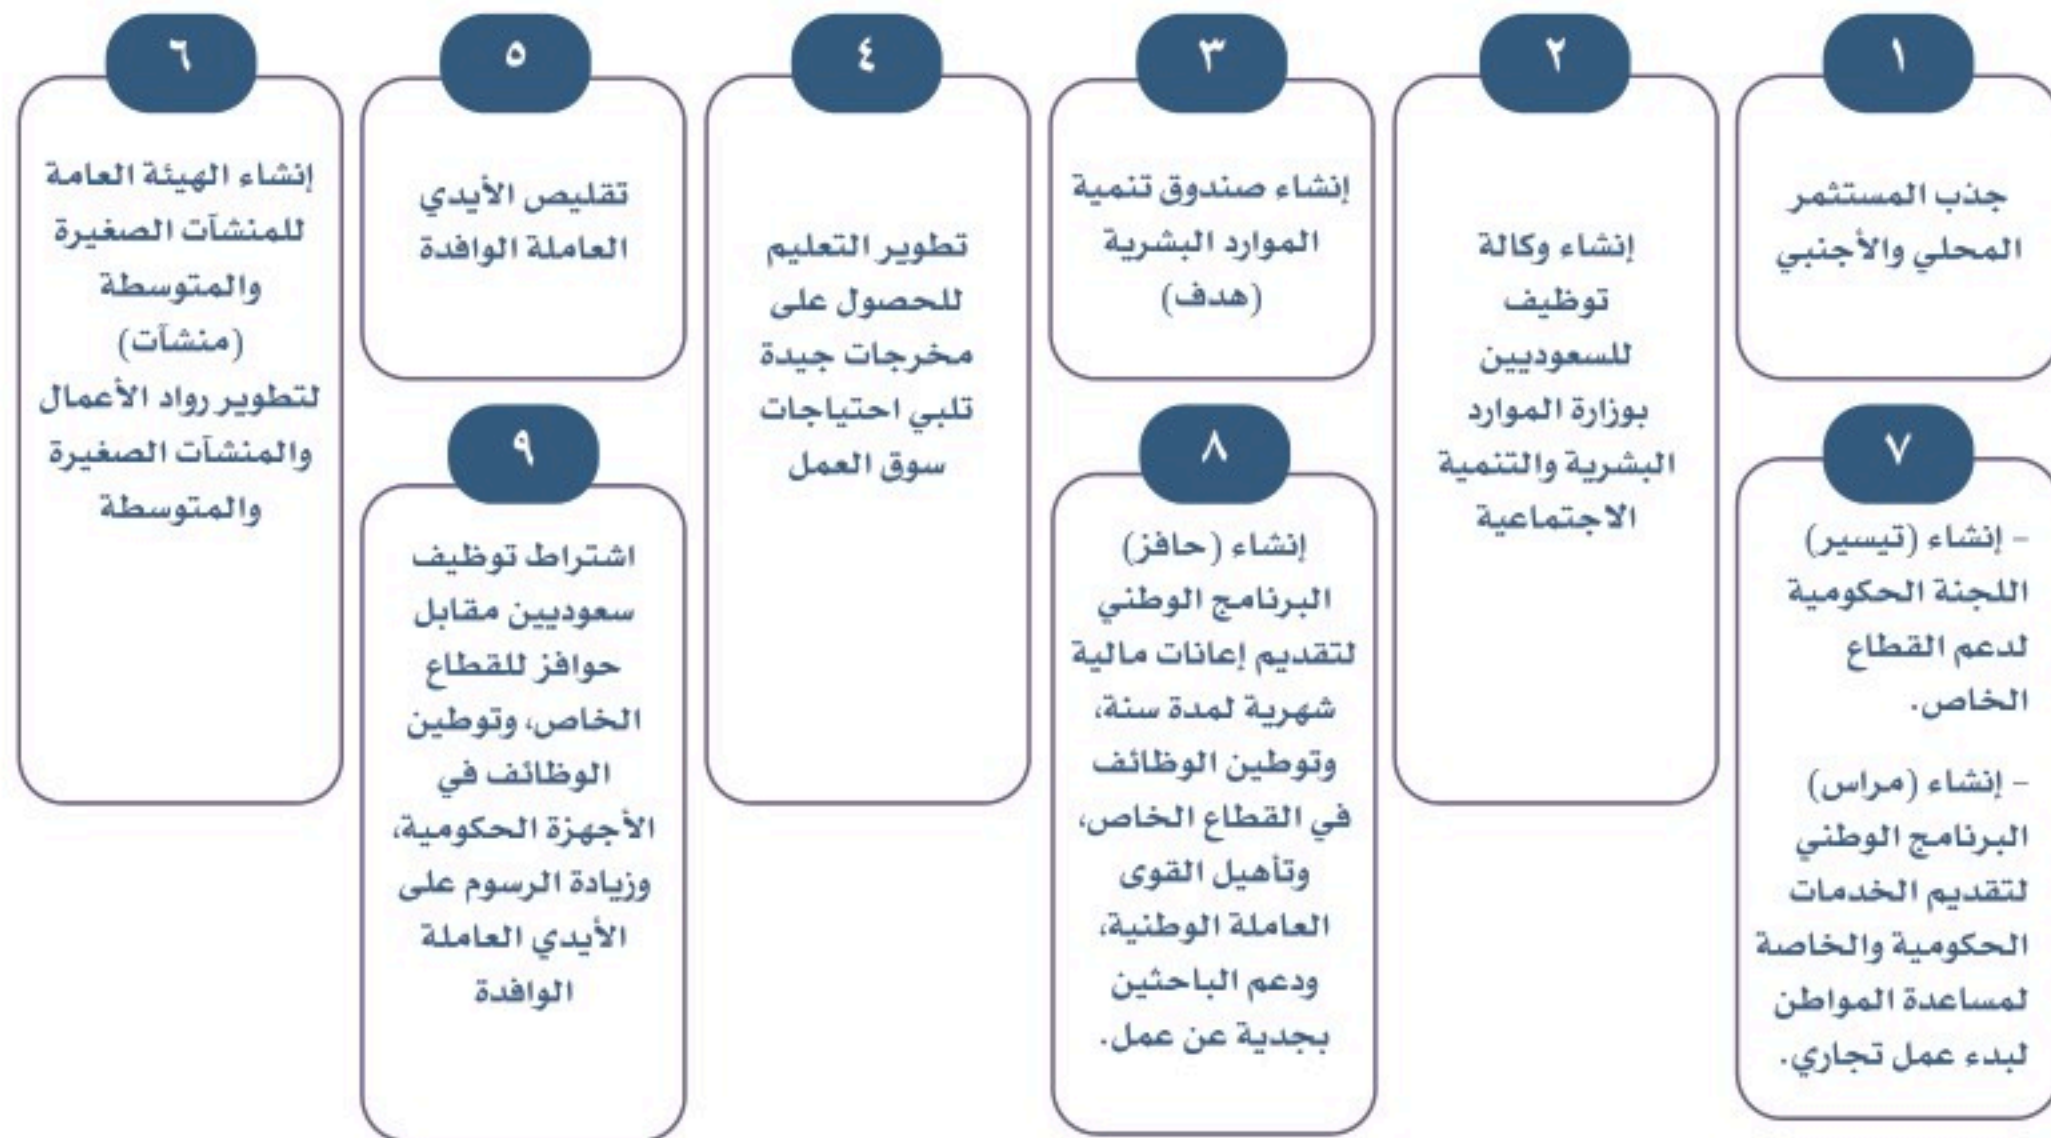 ١
جذب المستثمر
المحلي والأجنبي
٢
إنشاء وكالة
توظيف
للسعوديين
بوزارة الموارد
البشرية والتنمية
الاجتماعية
٣
إنشاء صندوق تنمية
الموارد البشرية
(هدف)
٤
تطوير التعليم
للحصول على
مخرجات جيدة
تلبي احتياجات
سوق العمل
٥
تقليص الأيدي
العاملة الوافدة
٦
إنشاء الهيئة العامة
للمنشآت الصغيرة
والمتوسطة
(منشآت)
لتطوير رواد الأعمال
والمنشآت الصغيرة
والمتوسطة
٧
– إنشاء (تيسير)
اللجنة الحكومية
لدعم القطاع
الخاص.
– إنشاء (مراس)
البرنامج الوطني
لتقديم الخدمات
الحكومية والخاصة
لمساعدة المواطن
لبدء عمل تجاري.
٨
إنشاء (حافز)
البرنامج الوطني
لتقديم إعانات مالية
شهرية لمدة سنة،
وتوطين الوظائف
في القطاع الخاص،
وتأهيل القوى
العاملة الوطنية،
ودعم الباحثين
بجدية عن عمل.
٩
اشتراط توظيف
سعوديين مقابل
حوافز للقطاع
الخاص، وتوطين
الوظائف في
الأجهزة الحكومية،
وزيادة الرسوم على
الأيدي العاملة
الوافدة